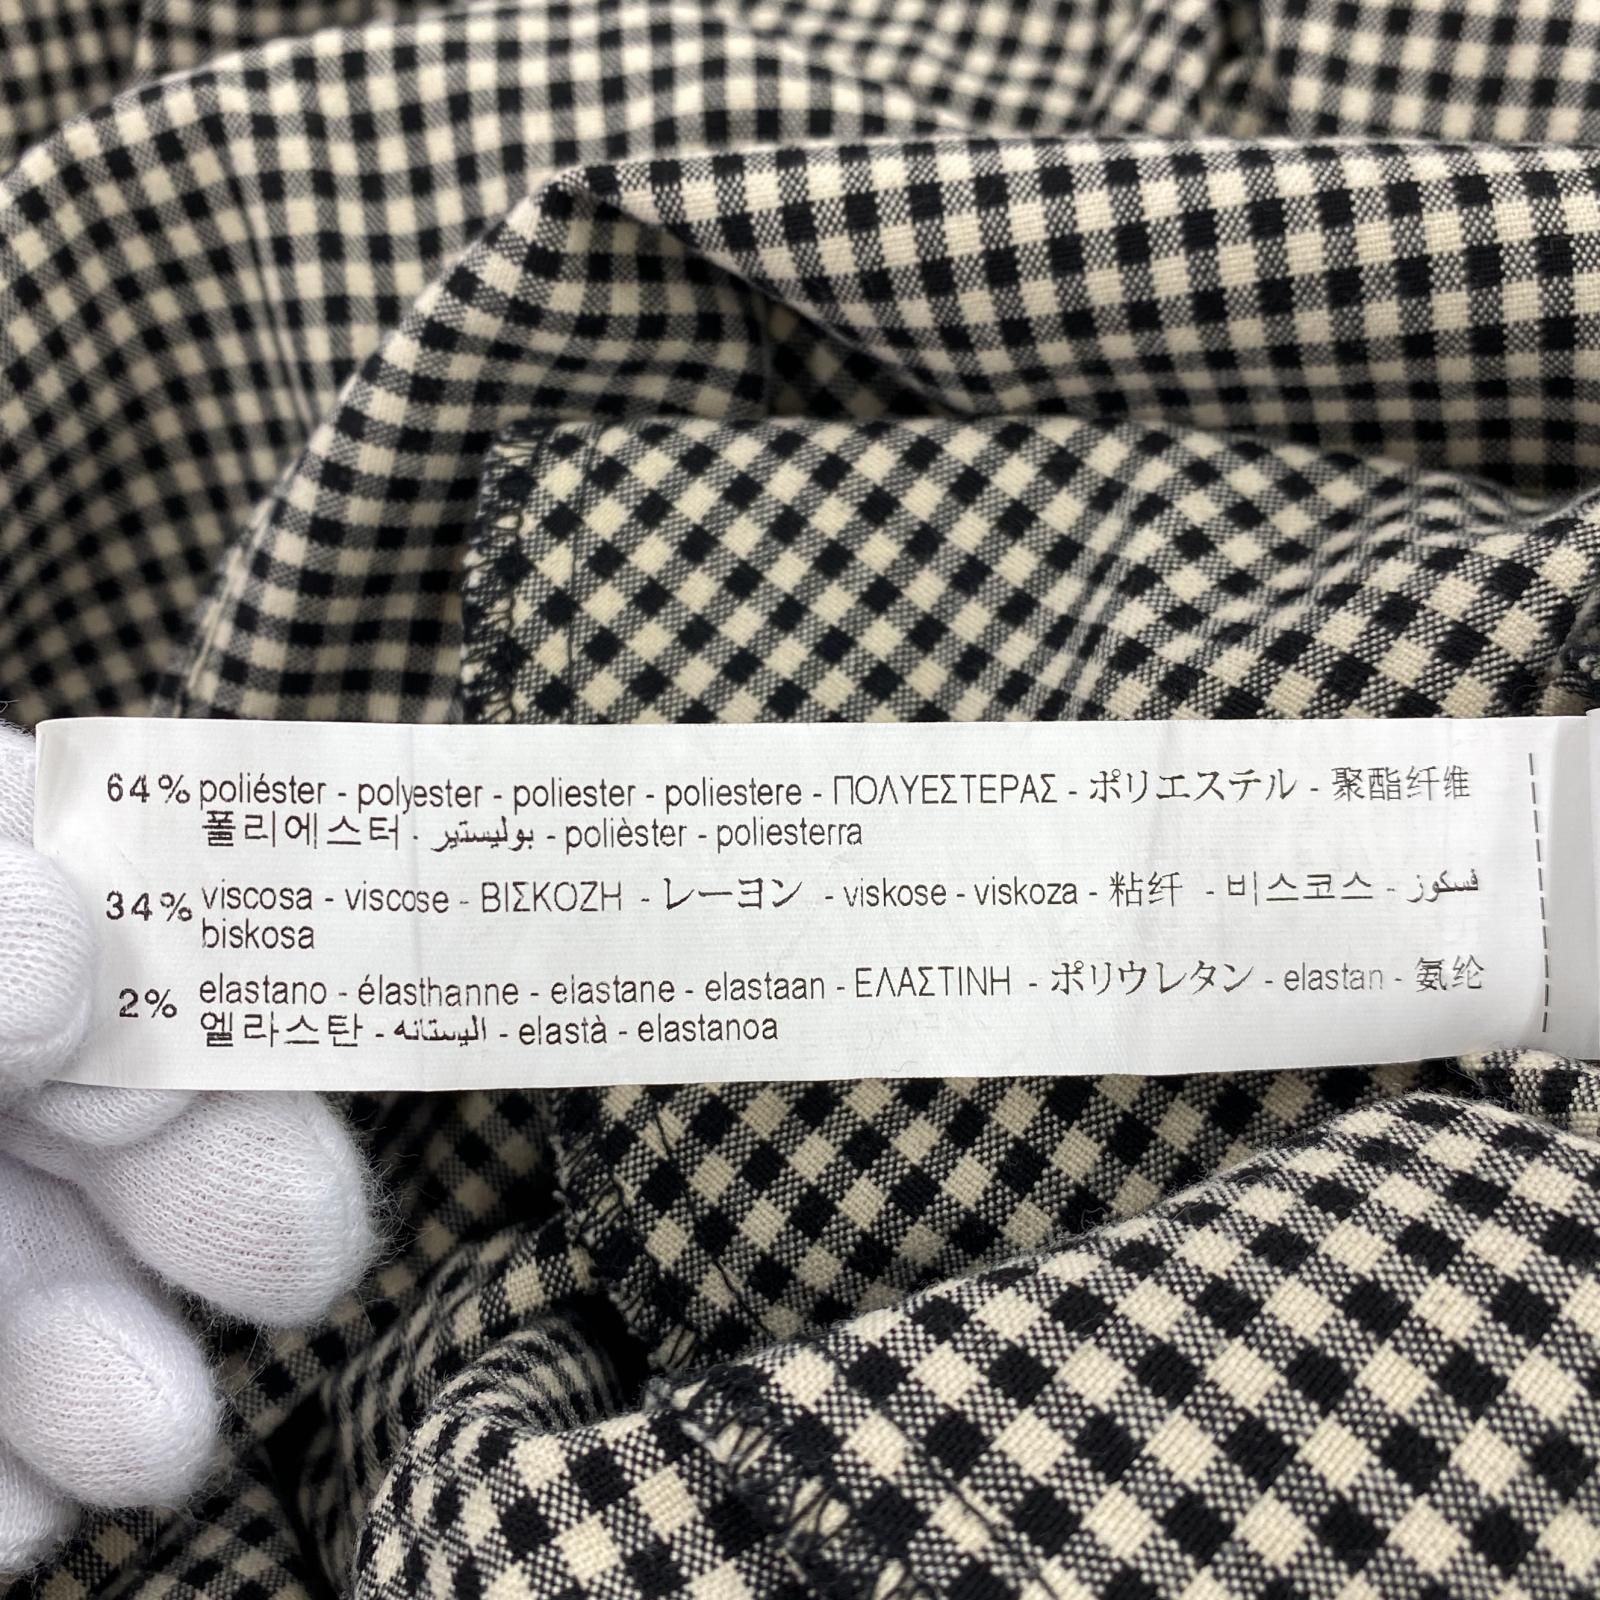 64% poliéster - polyester - poliester - poliestere - ΠΟΛΥΕΣΤΕΡΑΣ - ポリエステル - 聚酯纤维
폴리에스터 - بوليستير - polièster - poliesterra
34% viscosa - viscose - ΒΙΣΚΟΖΗ - レーヨン - viskose - viskoza - 粘纤 - 비스코스 - فسكوز
biskosa
2% elastano - élasthanne - elastane - elastaan - ΕΛΑΣΤΙΝΗ - ポリウレタン - elastan - 氨纶
엘라스탄 - اليستانه - elastà - elastanoa